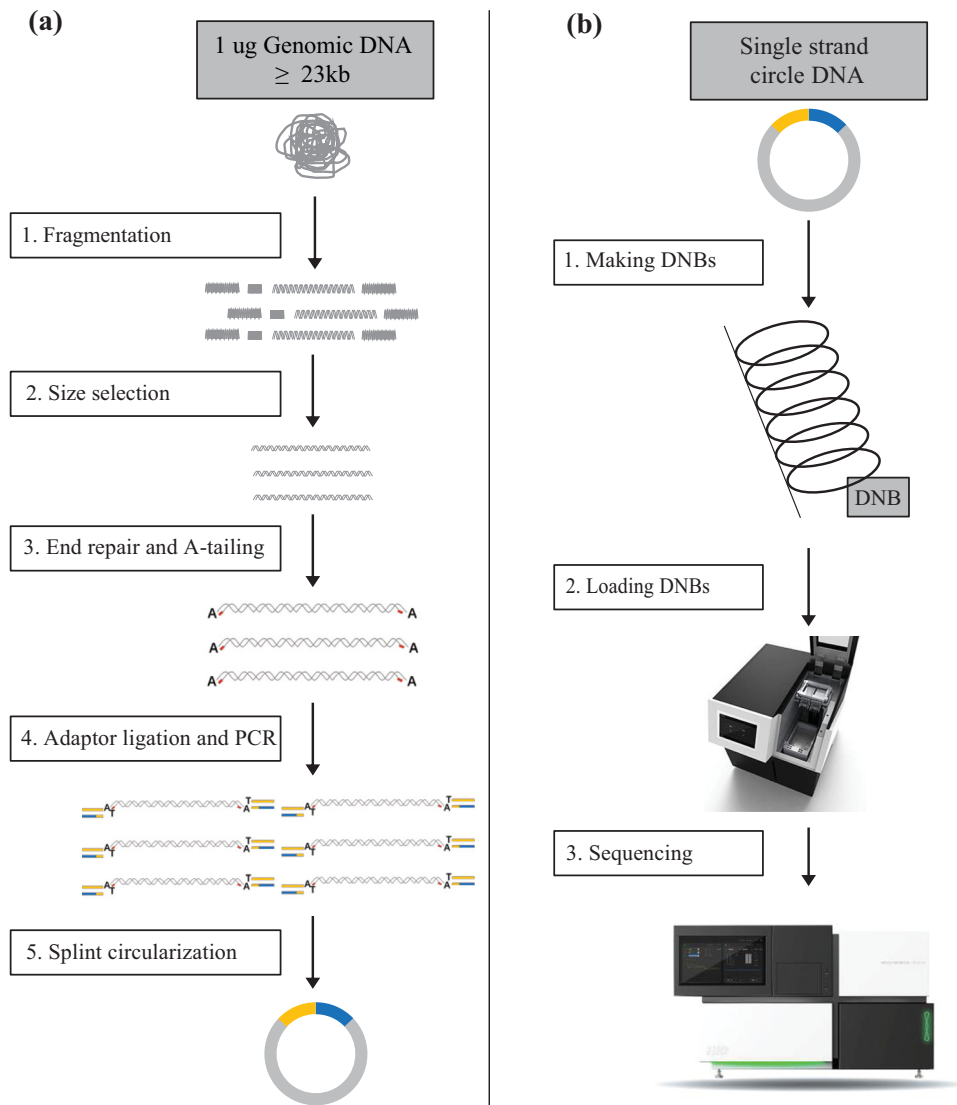 (a)
1 ug Genomic DNA
≥ 23kb
1. Fragmentation
2. Size selection
3. End repair and A-tailing
A A
A A
A A
4. Adaptor ligation and PCR
A T T A A T T A
A T T A A T T A
A T T A A T T A
5. Splint circularization
(b)
Single strand
circle DNA
1. Making DNBs
DNB
2. Loading DNBs
3. Sequencing